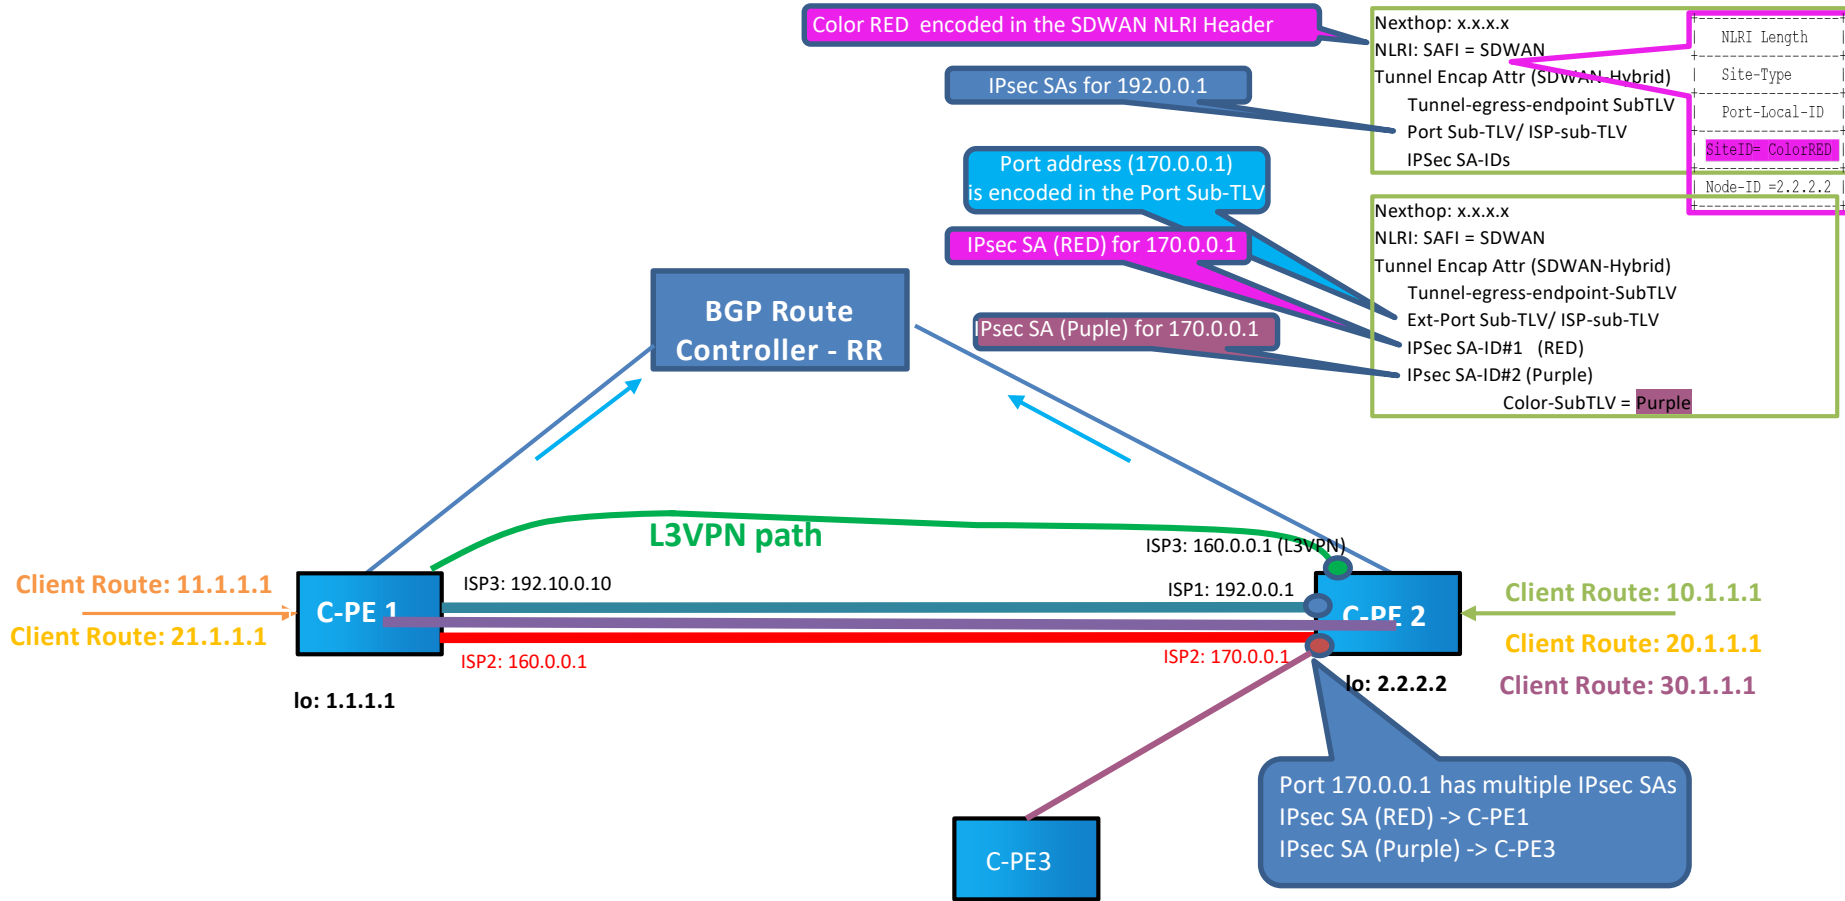 Color RED  encoded in the SDWAN NLRI Header
IPsec SAs for 192.0.0.1
Port address (170.0.0.1)
is encoded in the Port Sub-TLV
IPsec SA (RED) for 170.0.0.1
IPsec SA (Puple) for 170.0.0.1
Nexthop: x.x.x.x
NLRI: SAFI = SDWAN
Tunnel Encap Attr (SDWAN-Hybrid)
Tunnel-egress-endpoint SubTLV
Port Sub-TLV/ ISP-sub-TLV
IPSec SA-IDs
NLRI Length
Site-Type
Port-Local-ID
SiteID= ColorRED
Node-ID =2.2.2.2
Nexthop: x.x.x.x
NLRI: SAFI = SDWAN
Tunnel Encap Attr (SDWAN-Hybrid)
Tunnel-egress-endpoint-SubTLV
Ext-Port Sub-TLV/ ISP-sub-TLV
IPSec SA-ID#1   (RED)
IPsec SA-ID#2 (Purple)
Color-SubTLV = Purple
BGP Route
Controller - RR
L3VPN path
ISP3: 160.0.0.1 (L3VPN)
Client Route: 11.1.1.1
Client Route: 21.1.1.1
C-PE 1
lo: 1.1.1.1
ISP3: 192.10.0.10
ISP2: 160.0.0.1
ISP1: 192.0.0.1
ISP2: 170.0.0.1
C-PE 2
lo: 2.2.2.2
Client Route: 10.1.1.1
Client Route: 20.1.1.1
Client Route: 30.1.1.1
Port 170.0.0.1 has multiple IPsec SAs
IPsec SA (RED) -> C-PE1
IPsec SA (Purple) -> C-PE3
C-PE3